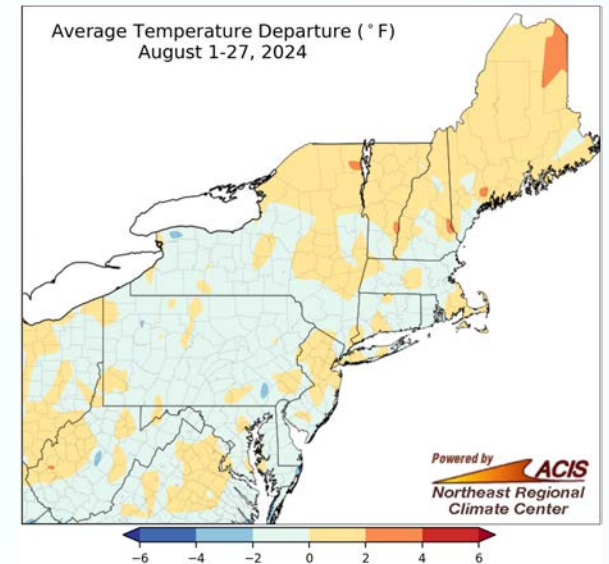 Average Temperature Departure (°F)
August 1-27, 2024
Powered by
ACIS
Northeast Regional
Climate Center
−6 −4 −2 0 2 4 6